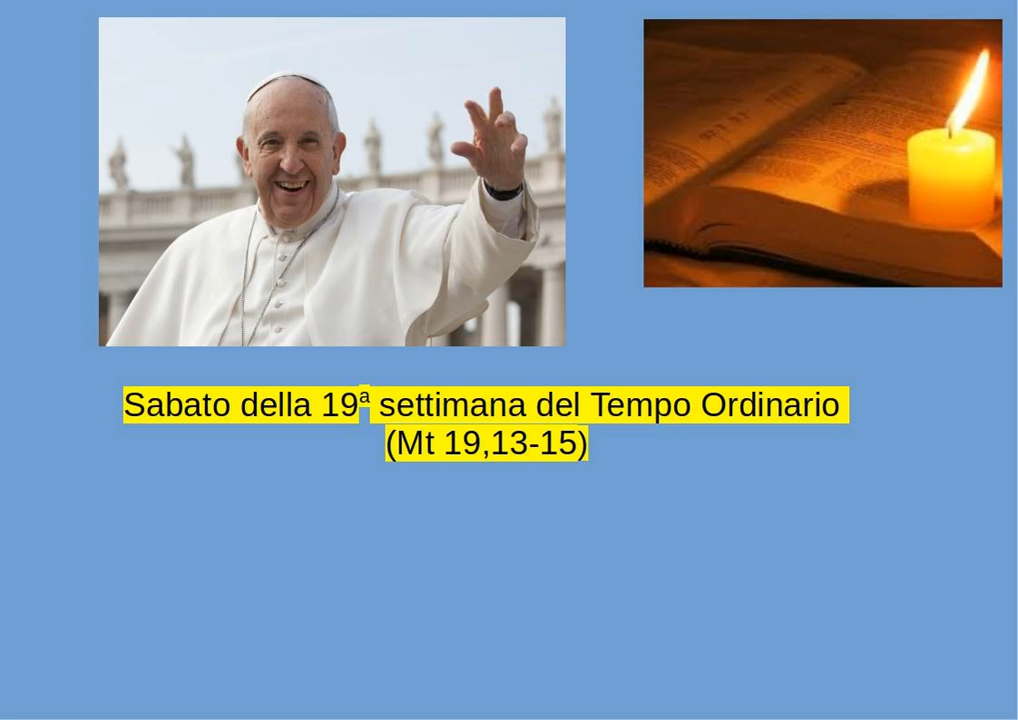 Sabato della 19ª settimana del Tempo Ordinario
(Mt 19,13-15)